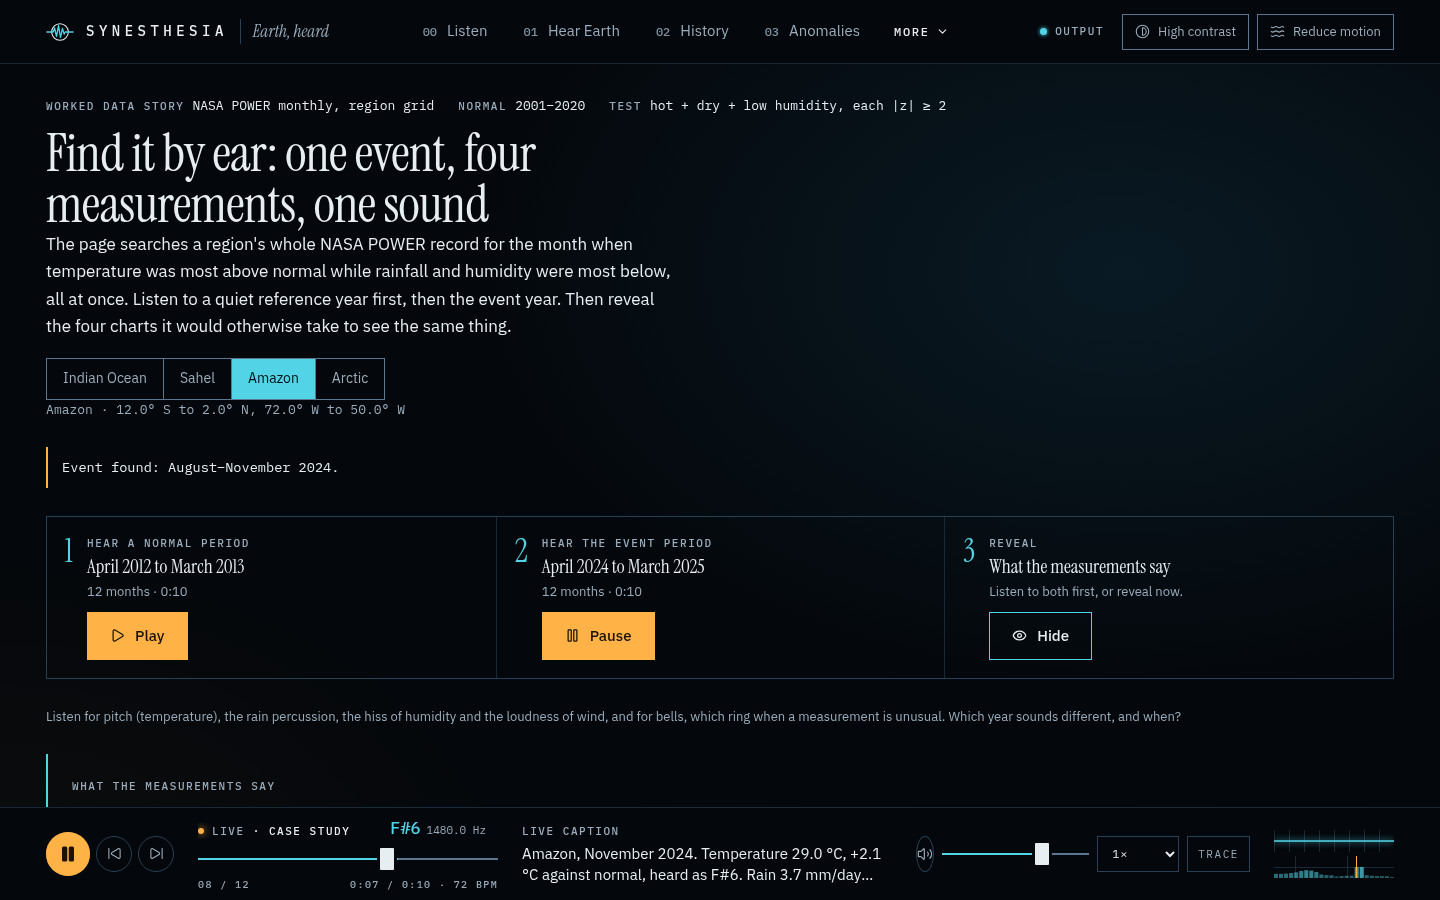 SYNESTHESIA Earth, heard 00 Listen 01 Hear Earth 02 History 03 Anomalies MORE OUTPUT High contrast Reduce motion
WORKED DATA STORY NASA POWER monthly, region grid NORMAL 2001–2020 TEST hot + dry + low humidity, each |z| ≥ 2
Find it by ear: one event, four
measurements, one sound
The page searches a region's whole NASA POWER record for the month when
temperature was most above normal while rainfall and humidity were most below,
all at once. Listen to a quiet reference year first, then the event year. Then reveal
the four charts it would otherwise take to see the same thing.
Indian Ocean Sahel Amazon Arctic
Amazon · 12.0° S to 2.0° N, 72.0° W to 50.0° W
Event found: August–November 2024.
1 HEAR A NORMAL PERIOD
April 2012 to March 2013
12 months · 0:10
Play
2 HEAR THE EVENT PERIOD
April 2024 to March 2025
12 months · 0:10
Pause
3 REVEAL
What the measurements say
Listen to both first, or reveal now.
Hide
Listen for pitch (temperature), the rain percussion, the hiss of humidity and the loudness of wind, and for bells, which ring when a measurement is unusual. Which year sounds different, and when?
WHAT THE MEASUREMENTS SAY
LIVE · CASE STUDY F#6 1480.0 Hz
08 / 12 0:07 / 0:10 · 72 BPM
LIVE CAPTION
Amazon, November 2024. Temperature 29.0 °C, +2.1
°C against normal, heard as F#6. Rain 3.7 mm/day...
1× TRACE